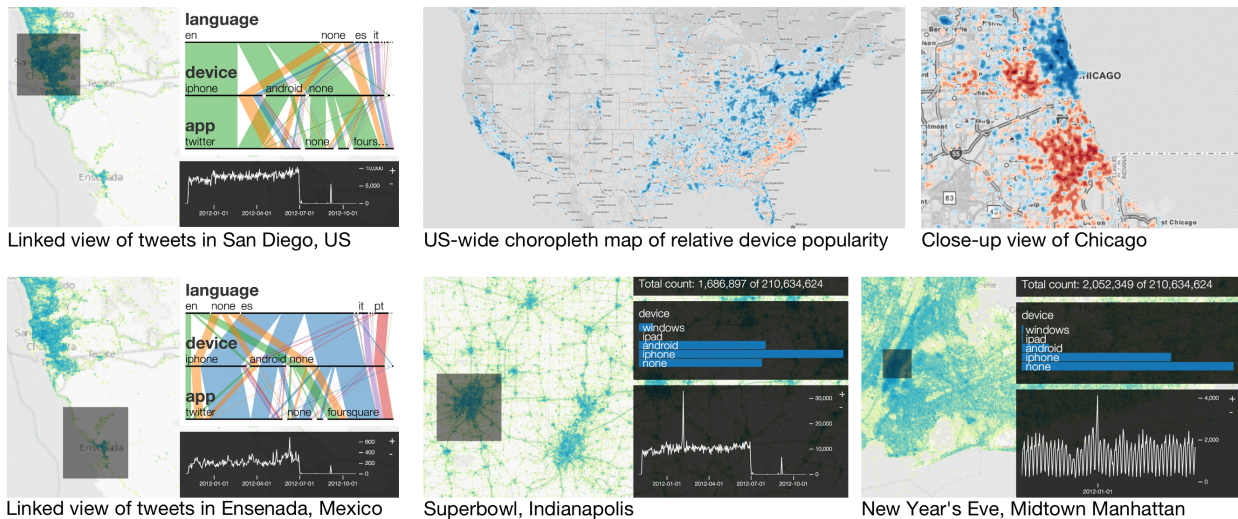 language
en none es it
device
iphone android none
app
twitter none fours...
10,000
5,000
0
+
-
2012-01-01 2012-04-01 2012-07-01 2012-10-01
Ensenada
Linked view of tweets in San Diego, US
US-wide choropleth map of relative device popularity
CHICAGO
ILLINOIS
INDIANA
83
st Chicago
Close-up view of Chicago
language
en none es it pt
device
iphone android none
app
twitter none foursquare
600
400
200
0
+
-
2012-01-01 2012-04-01 2012-07-01 2012-10-01
Ensenada
Linked view of tweets in Ensenada, Mexico
Total count: 1,686,897 of 210,634,624
device
windows
ipad
android
iphone
none
30,000
20,000
10,000
0
+
-
2012-01-01 2012-04-01 2012-07-01 2012-10-01
Superbowl, Indianapolis
Total count: 2,052,349 of 210,634,624
device
windows
ipad
android
iphone
none
4,000
2,000
0
+
-
2012-01-01
New Year's Eve, Midtown Manhattan